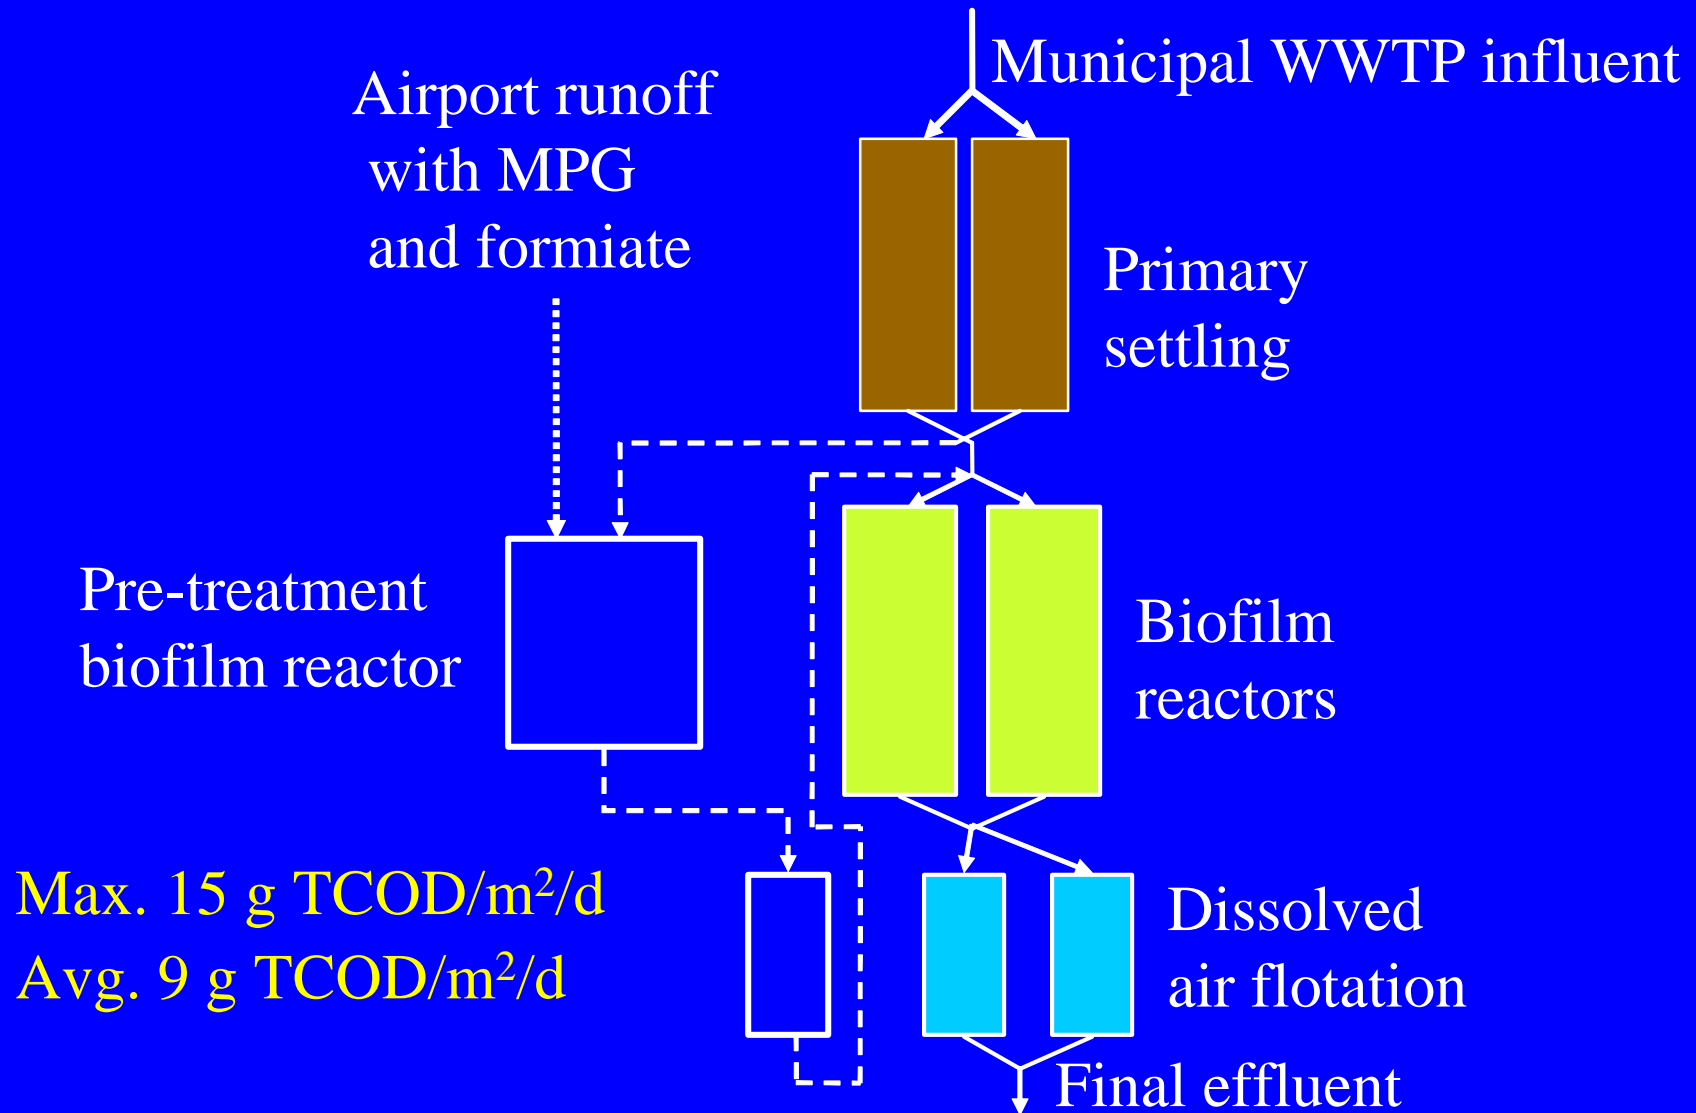 Municipal WWTP influent
Airport runoff
with MPG
and formiate
Primary
settling
Pre-treatment
biofilm reactor
Biofilm
reactors
Max. 15 g TCOD/m²/d
Avg. 9 g TCOD/m²/d
Dissolved
air flotation
Final effluent